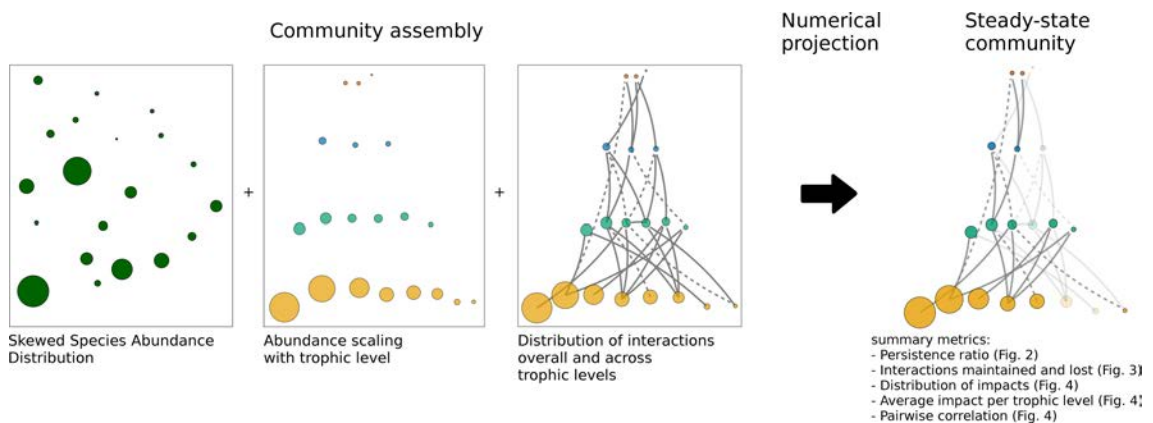 Community assembly
Numerical
projection
Steady-state
community
+
+
Skewed Species Abundance
Distribution
Abundance scaling
with trophic level
Distribution of interactions
overall and across
trophic levels
summary metrics:
- Persistence ratio (Fig. 2)
- Interactions maintained and lost (Fig. 3)
- Distribution of impacts (Fig. 4)
- Average impact per trophic level (Fig. 4)
- Pairwise correlation (Fig. 4)